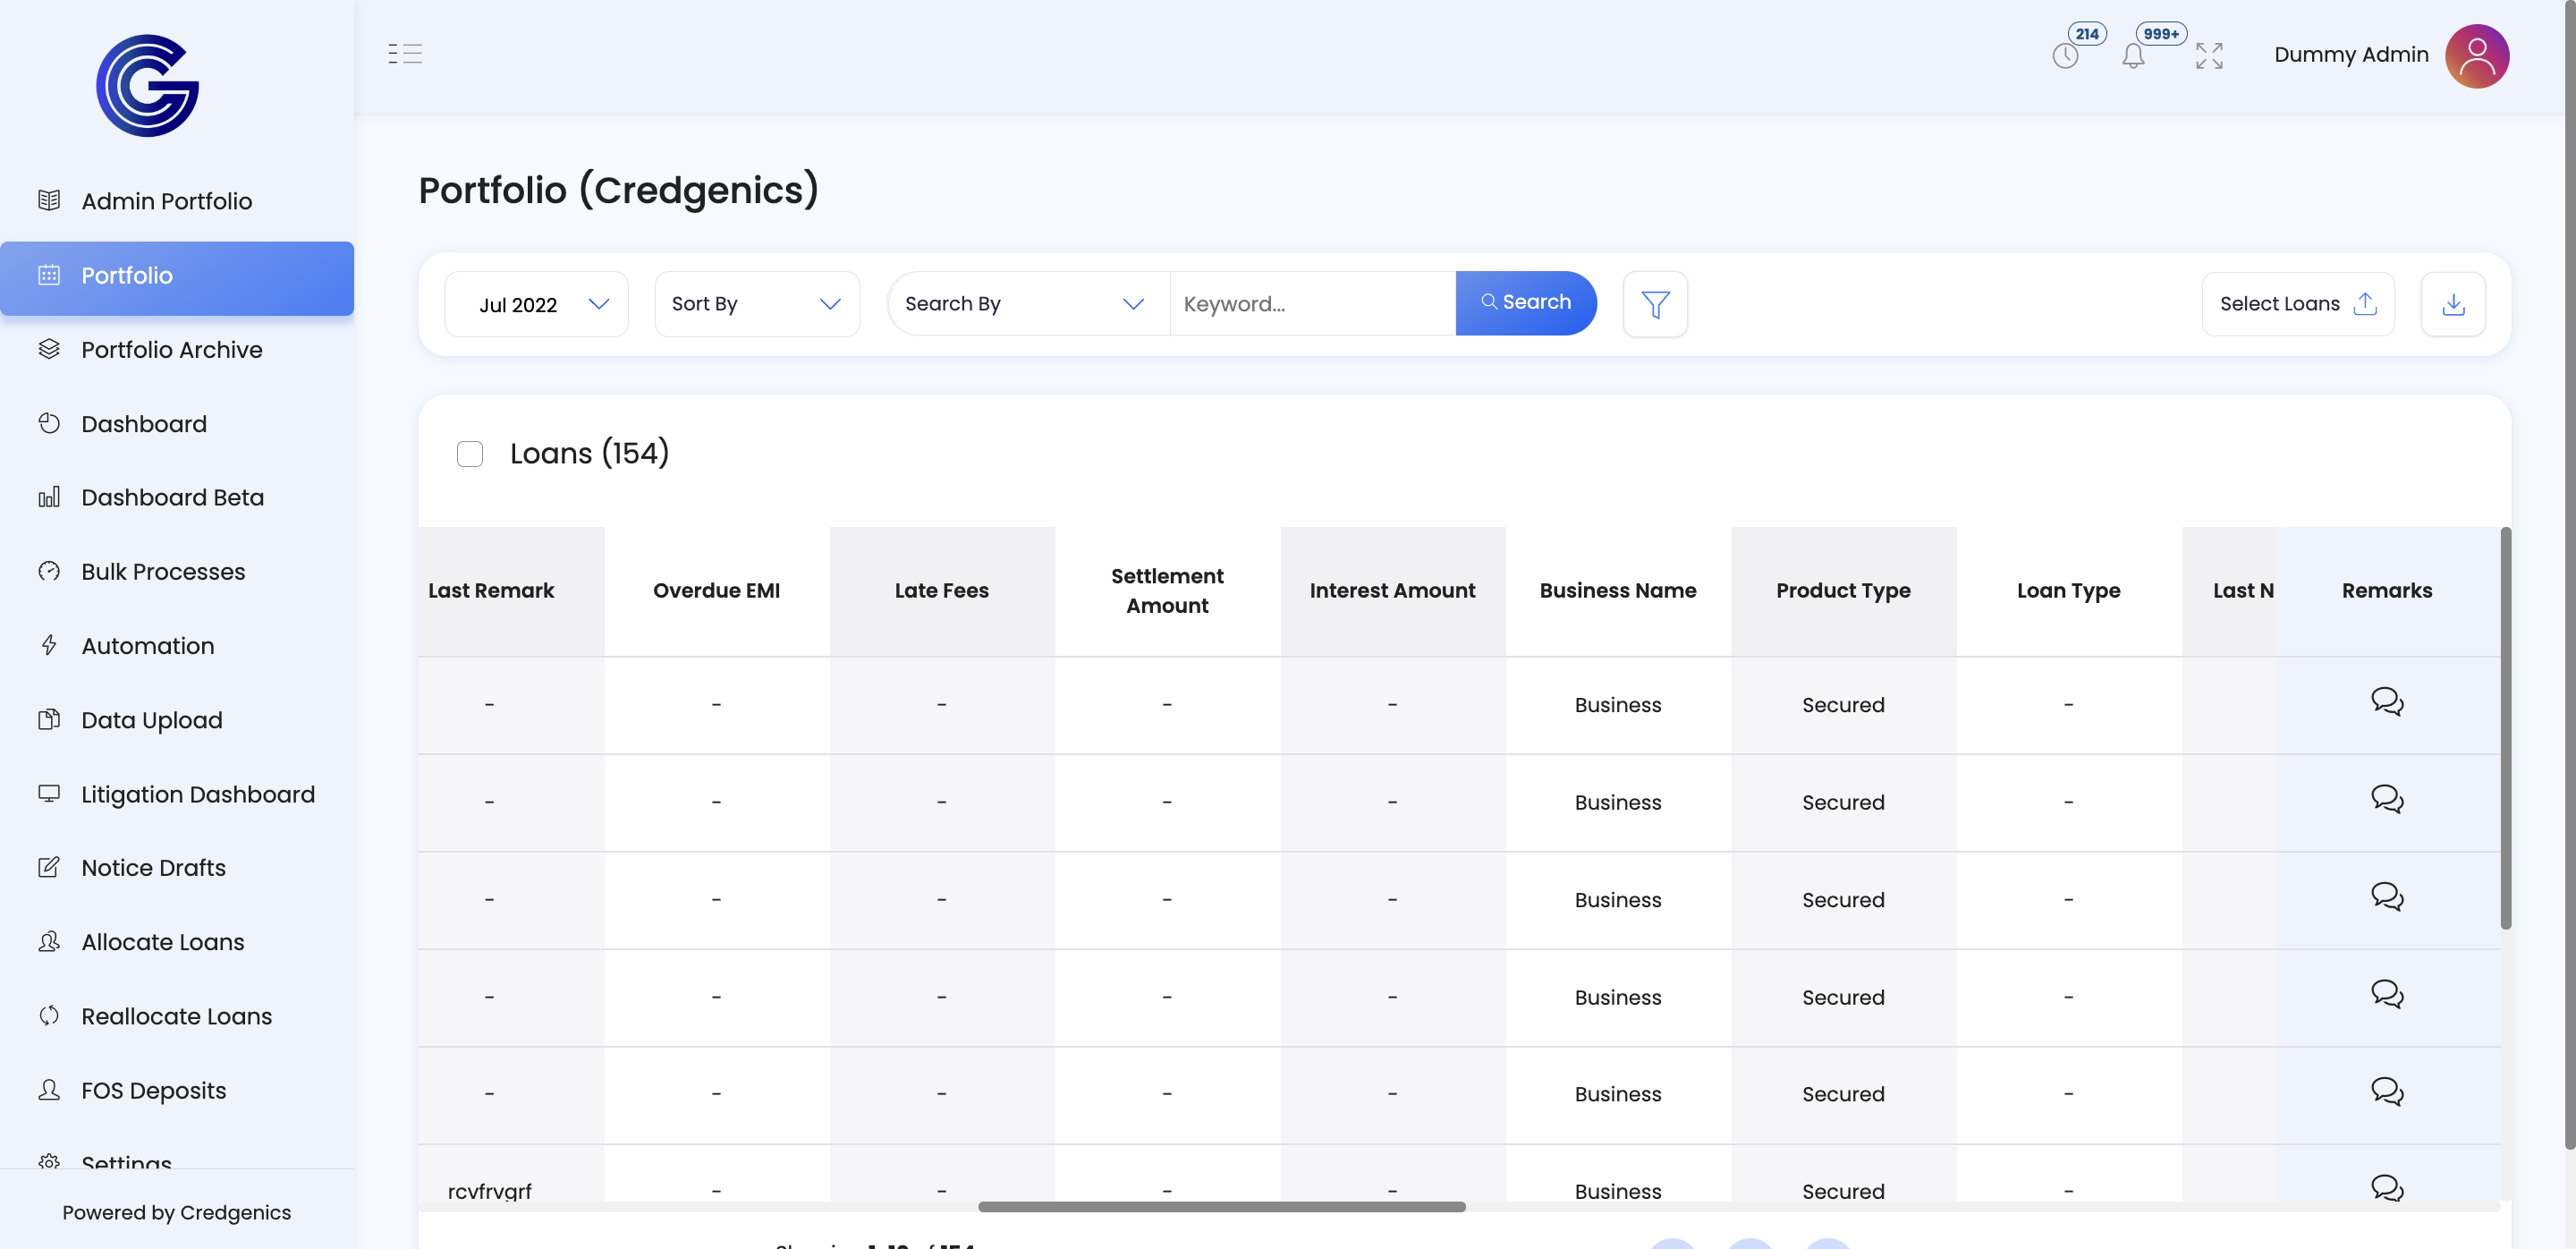 214
999+
Dummy Admin
Admin Portfolio
Portfolio
Portfolio Archive
Dashboard
Dashboard Beta
Bulk Processes
Automation
Data Upload
Litigation Dashboard
Notice Drafts
Allocate Loans
Reallocate Loans
FOS Deposits
Settings
Powered by Credgenics
Portfolio (Credgenics)
Jul 2022 Sort By Search By Keyword... Search Select Loans
Loans (154)
Last Remark Overdue EMI Late Fees Settlement Amount Interest Amount Business Name Product Type Loan Type Last N Remarks
- - - - - Business Secured -
- - - - - Business Secured -
- - - - - Business Secured -
- - - - - Business Secured -
- - - - - Business Secured -
rcvfrvgrf - - - - Business Secured -